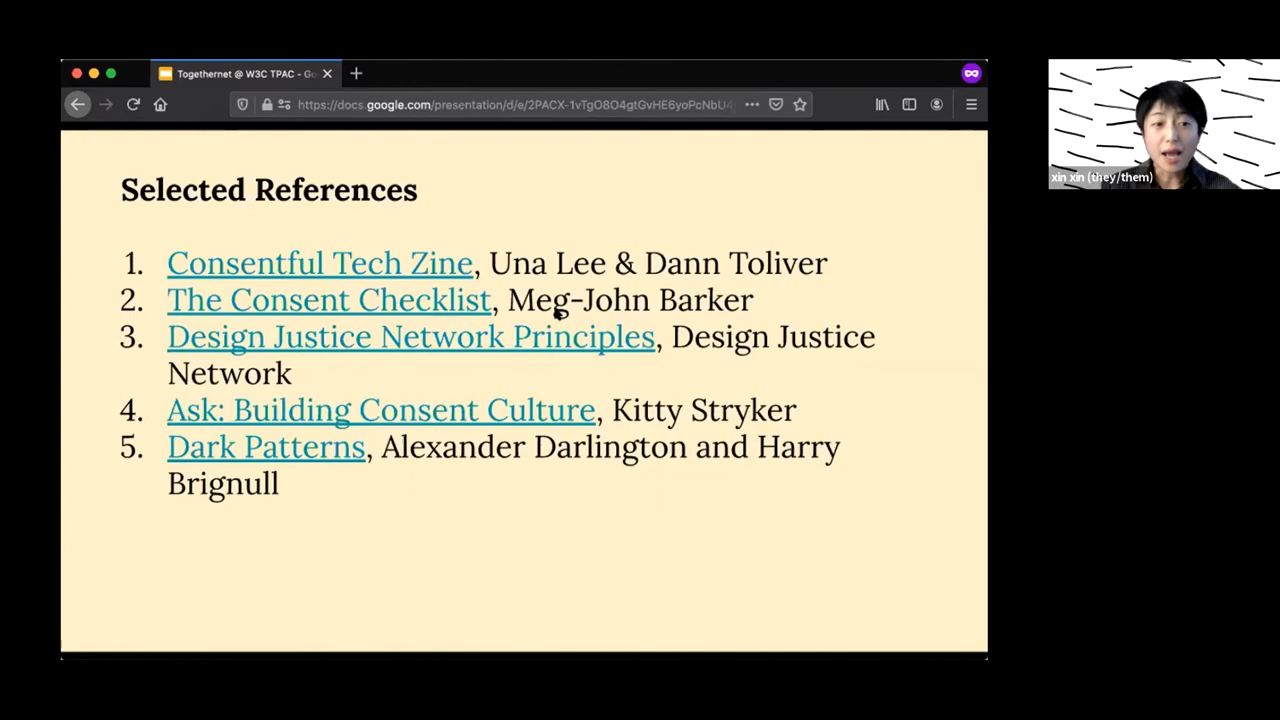 Togethernet @ W3C TPAC - Go
https://docs.google.com/presentation/d/e/2PACX-1vTgO8O4gtGvHE6yoPcNbU4
xin xin (they/them)
Selected References
1. Consentful Tech Zine, Una Lee & Dann Toliver
2. The Consent Checklist, Meg-John Barker
3. Design Justice Network Principles, Design Justice
Network
4. Ask: Building Consent Culture, Kitty Stryker
5. Dark Patterns, Alexander Darlington and Harry
Brignull